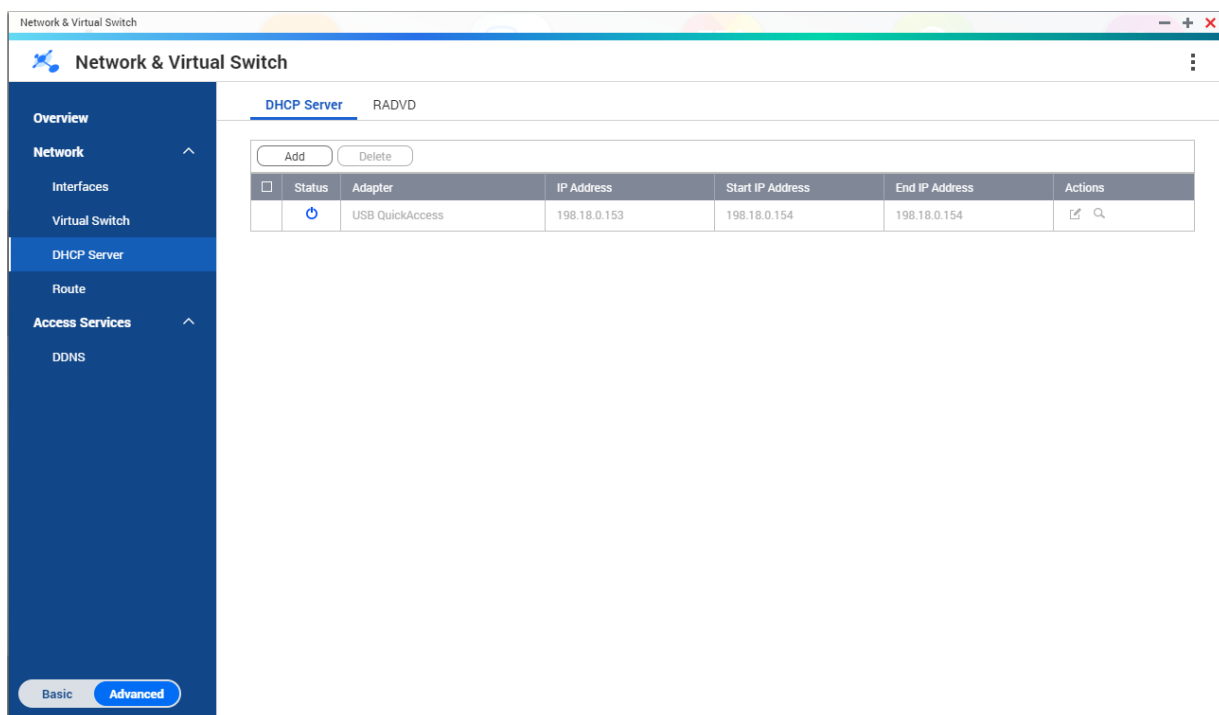 Network & Virtual Switch
Network & Virtual Switch
Overview
Network
Interfaces
Virtual Switch
DHCP Server
Route
Access Services
DDNS
Basic Advanced
DHCP Server RADVD
Add Delete
Status Adapter IP Address Start IP Address End IP Address Actions
USB QuickAccess 198.18.0.153 198.18.0.154 198.18.0.154